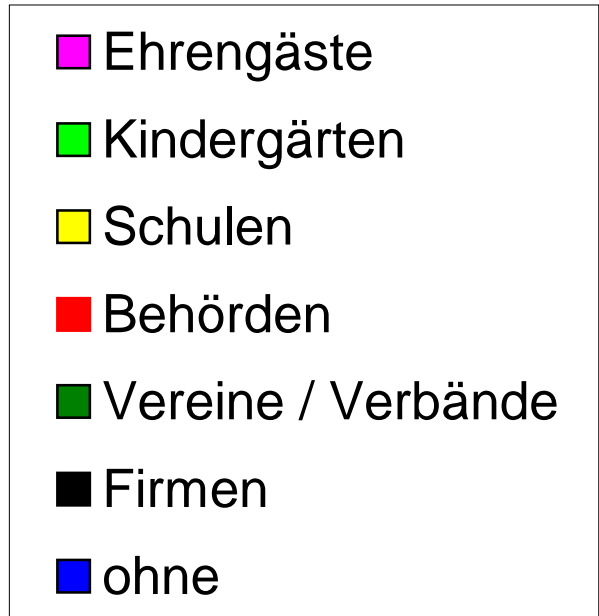 Ehrengäste
Kindergärten
Schulen
Behörden
Vereine / Verbände
Firmen
ohne